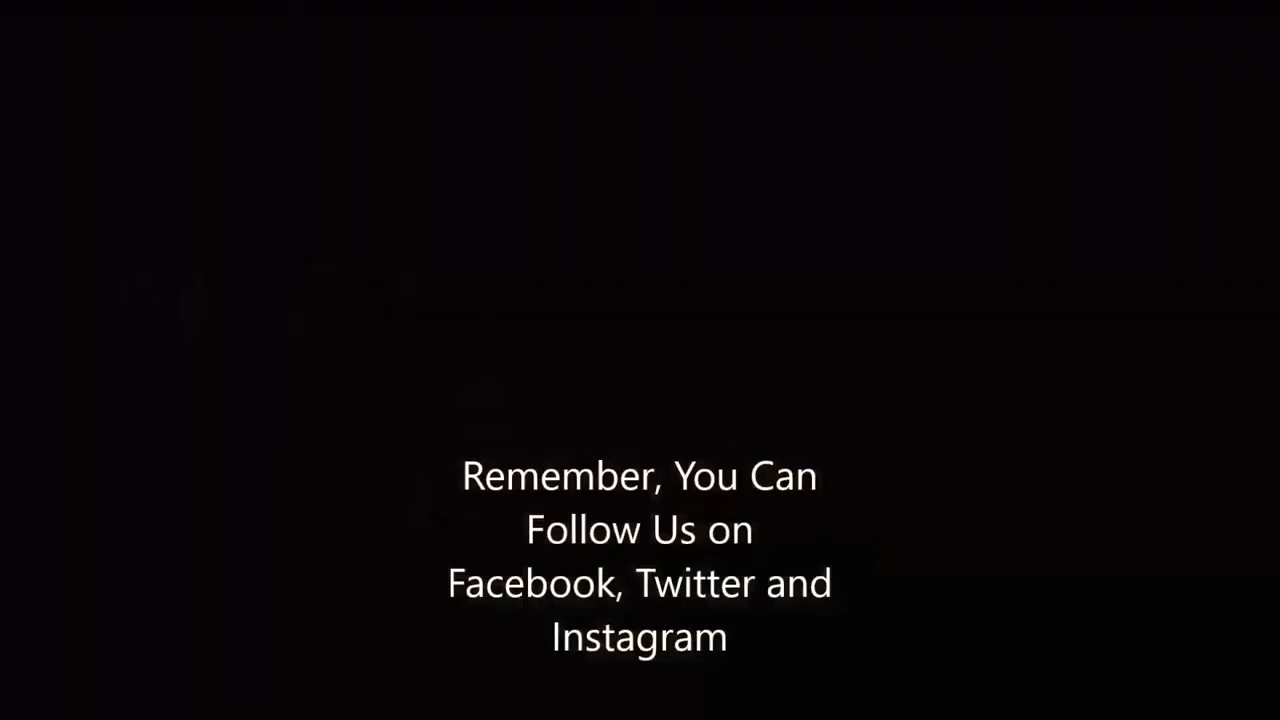 Remember, You Can
Follow Us on
Facebook, Twitter and
Instagram